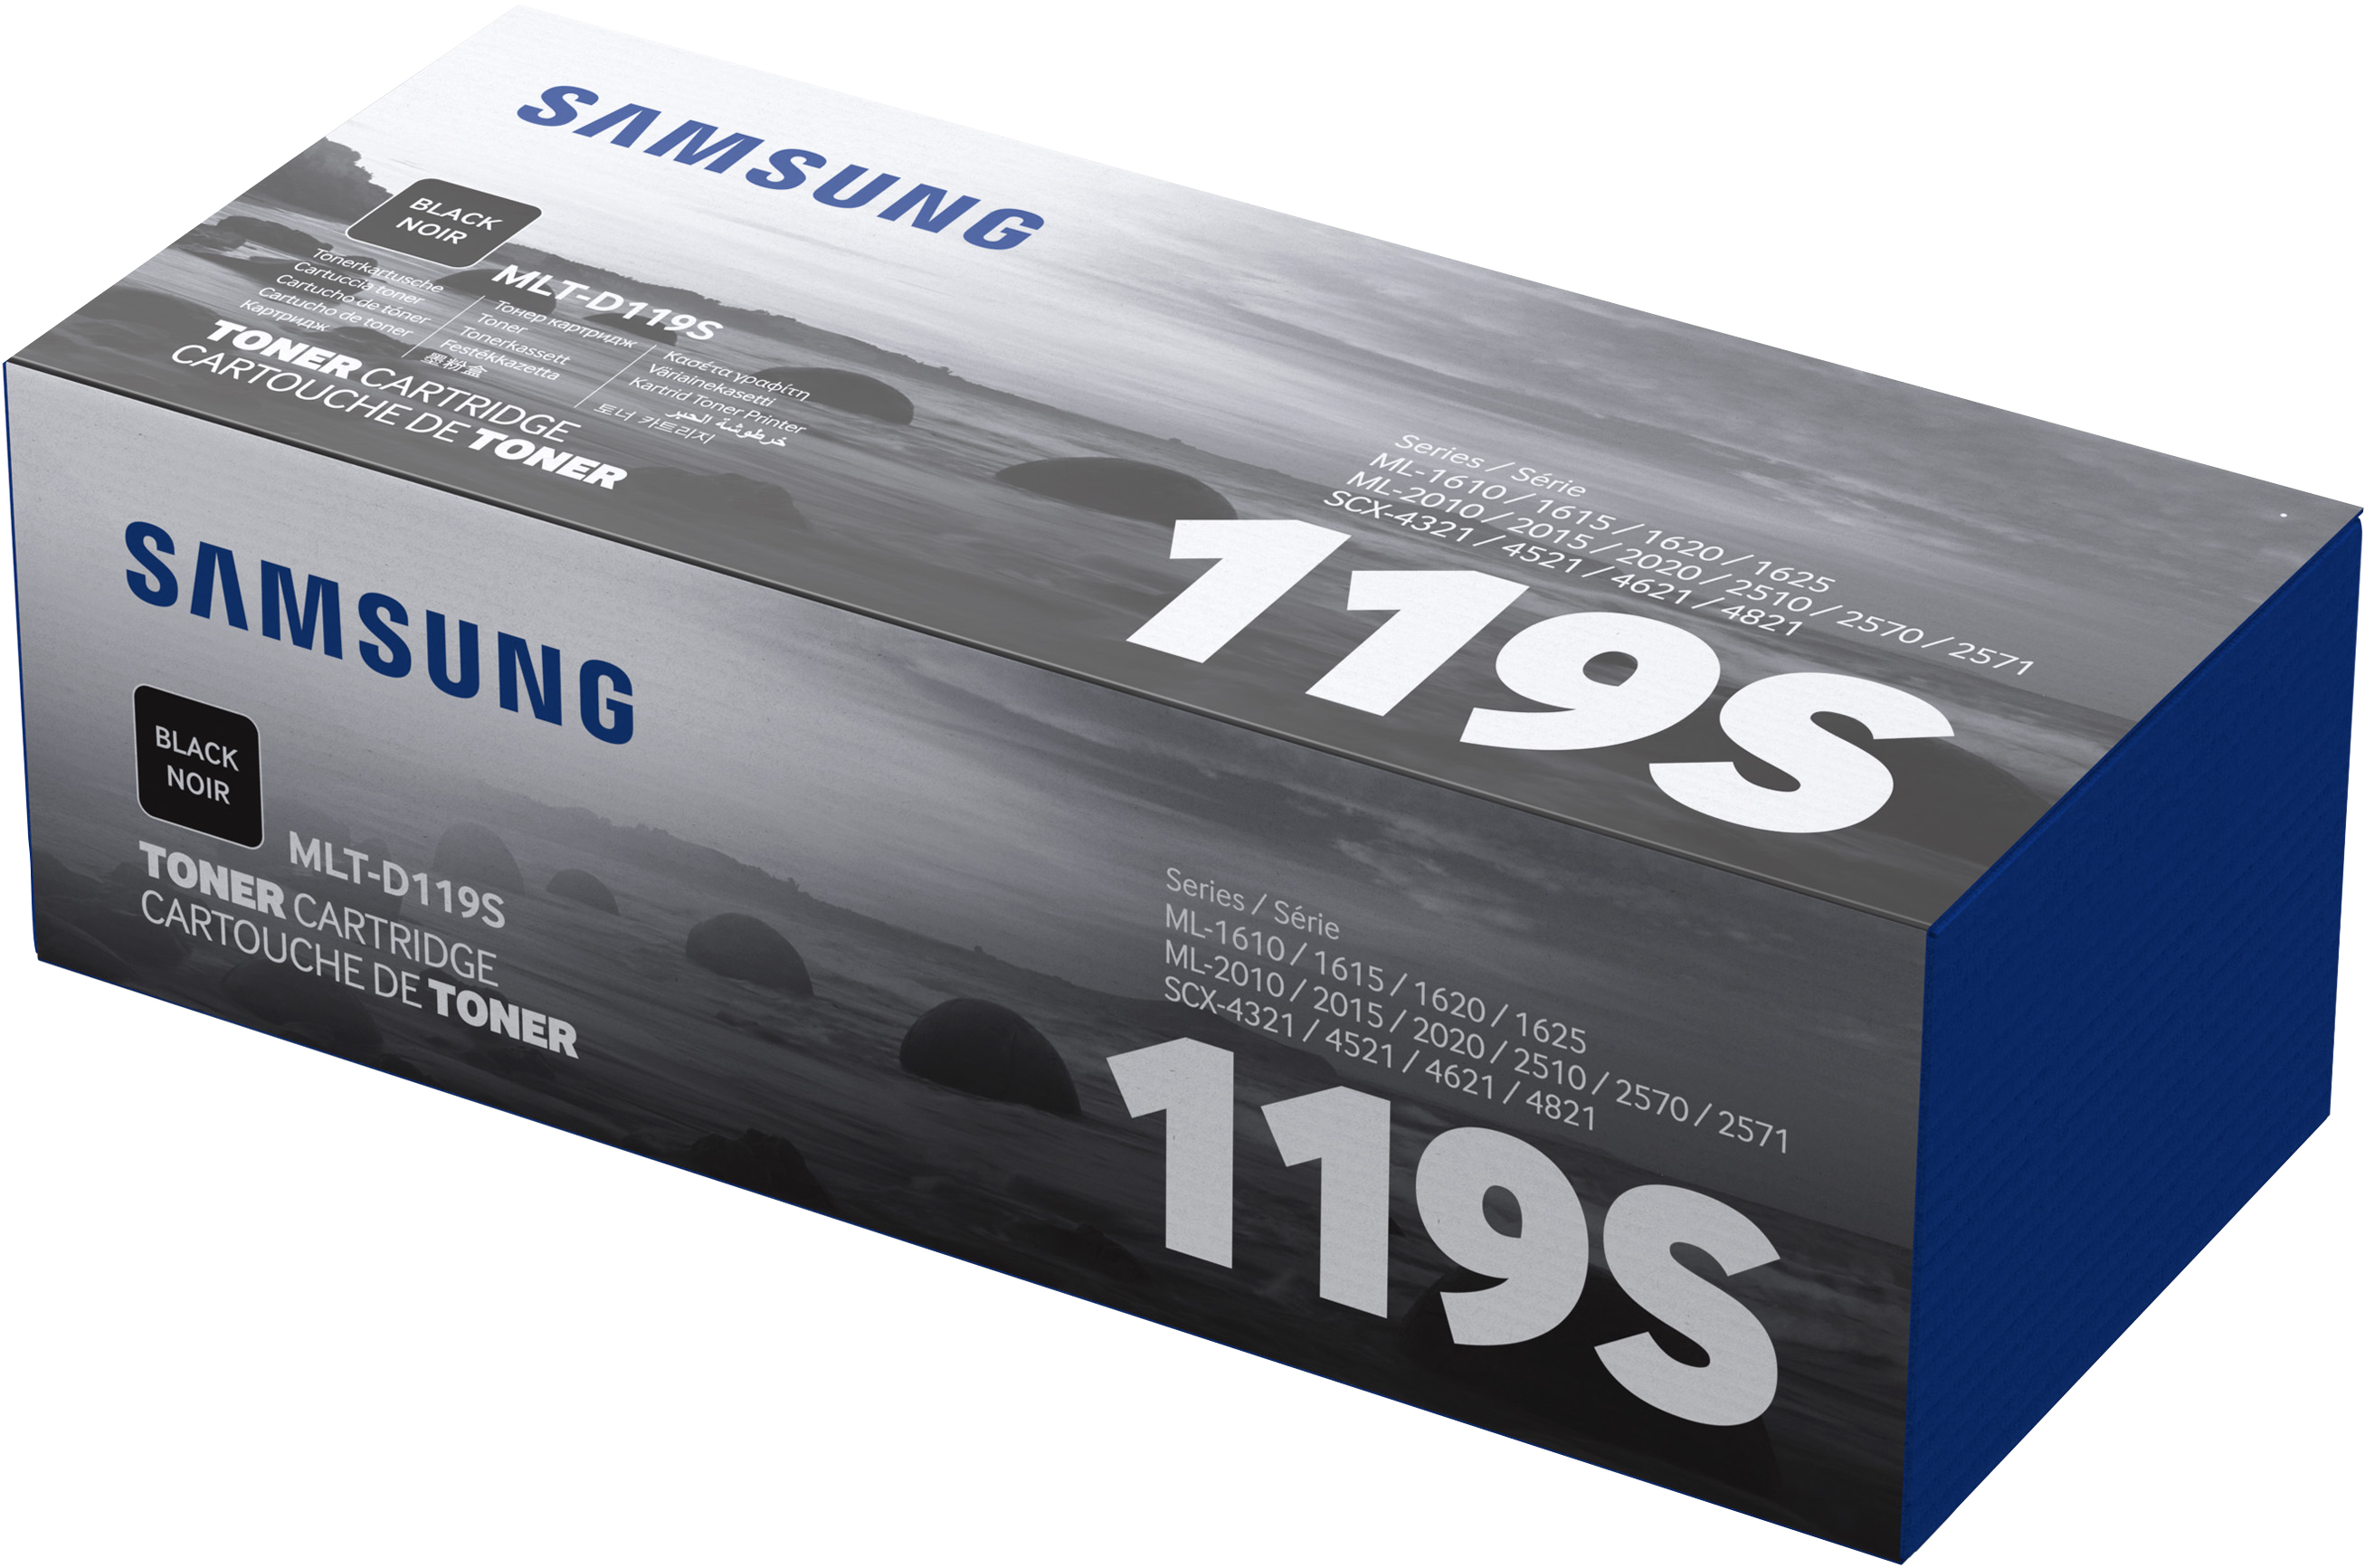 SAMSUNG
BLACK
NOIR
MLT-D119S
Tonerkartusche
Cartuccia toner
Cartucho de tóner
Cartucho de toner
Картридж
Тонер картридж
Toner
Tonerkassett
Festékkazetta
墨粉盒
Κασέτα γραφίτη
Väriainekasetti
Kartrid Toner Printer
خرطوشة الحبر
토너 카트리지
TONER CARTRIDGE
CARTOUCHE DE TONER
Series / Série
ML-1610 / 1615 / 1620 / 1625
ML-2010 / 2015 / 2020 / 2510 / 2570 / 2571
SCX-4321 / 4521 / 4621 / 4821
119S
SAMSUNG
BLACK
NOIR
MLT-D119S
TONER CARTRIDGE
CARTOUCHE DE TONER
Series / Série
ML-1610 / 1615 / 1620 / 1625
ML-2010 / 2015 / 2020 / 2510 / 2570 / 2571
SCX-4321 / 4521 / 4621 / 4821
119S